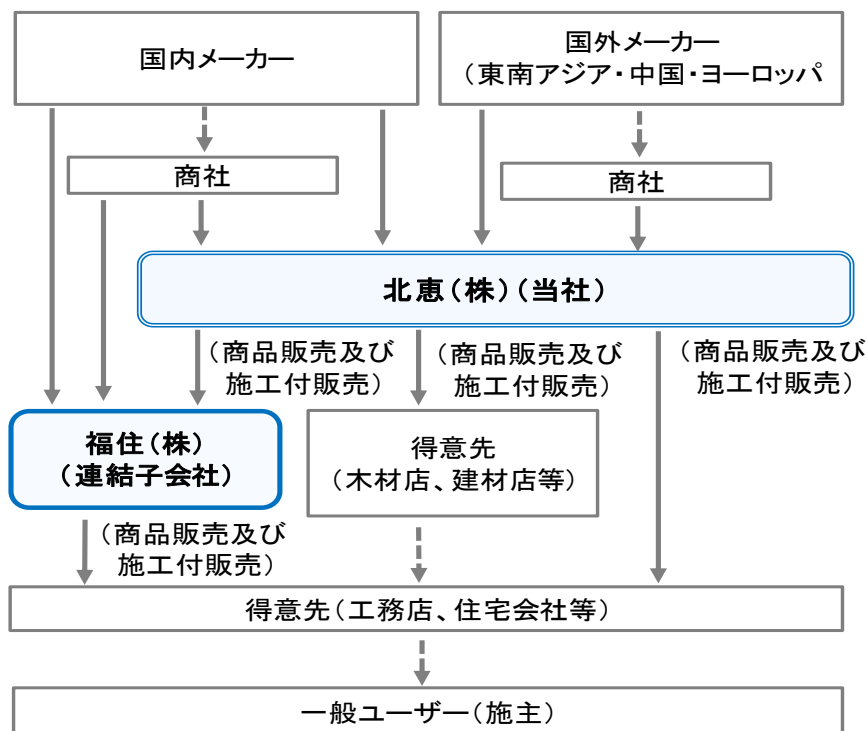 国内メーカー
国外メーカー
（東南アジア・中国・ヨーロッパ
商社
商社
北恵（株）（当社）
（商品販売及び
施工付販売）
（商品販売及び
施工付販売）
（商品販売及び
施工付販売）
福住（株）
（連結子会社）
得意先
（木材店、建材店等）
（商品販売及び
施工付販売）
得意先（工務店、住宅会社等）
一般ユーザー（施主）